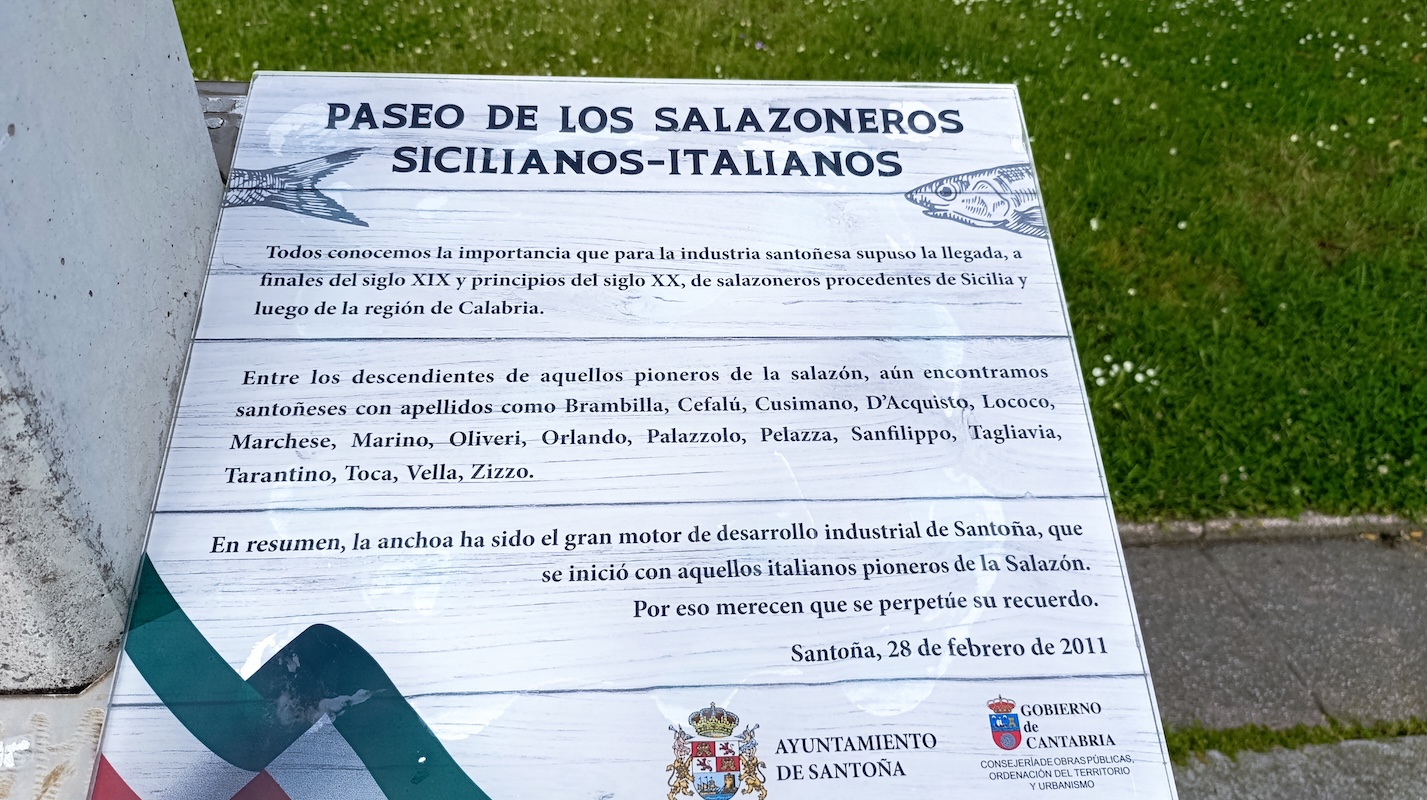 PASEO DE LOS SALAZONEROS
SICILIANOS-ITALIANOS
Todos conocemos la importancia que para la industria santoñesa supuso la llegada, a
finales del siglo XIX y principios del siglo XX, de salazoneros procedentes de Sicilia y
luego de la región de Calabria.
Entre los descendientes de aquellos pioneros de la salazón, aún encontramos
santoñeses con apellidos como Brambilla, Cefalú, Cusimano, D'Acquisto, Lococo,
Marchese, Marino, Oliveri, Orlando, Palazzolo, Pelazza, Sanfilippo, Tagliavia,
Tarantino, Toca, Vella, Zizzo.
En resumen, la anchoa ha sido el gran motor de desarrollo industrial de Santoña, que
se inició con aquellos italianos pioneros de la Salazón.
Por eso merecen que se perpetúe su recuerdo.
Santoña, 28 de febrero de 2011
AYUNTAMIENTO
DE SANTOÑA
GOBIERNO
de
CANTABRIA
CONSEJERÍA DE OBRAS PÚBLICAS,
ORDENACIÓN DEL TERRITORIO
Y URBANISMO